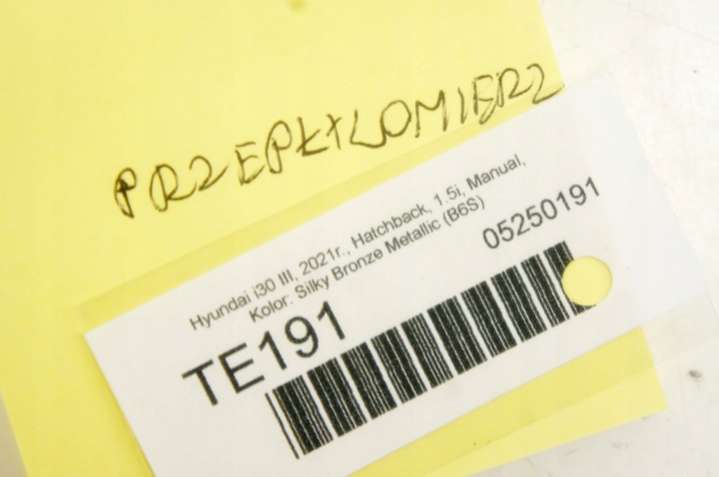 PRZEPŁYWOMIERZ
Hyundai i30 III, 2021r., Hatchback, 1.5i, Manual,
Kolor: Silky Bronze Metallic (B6S)
05250191
TE191